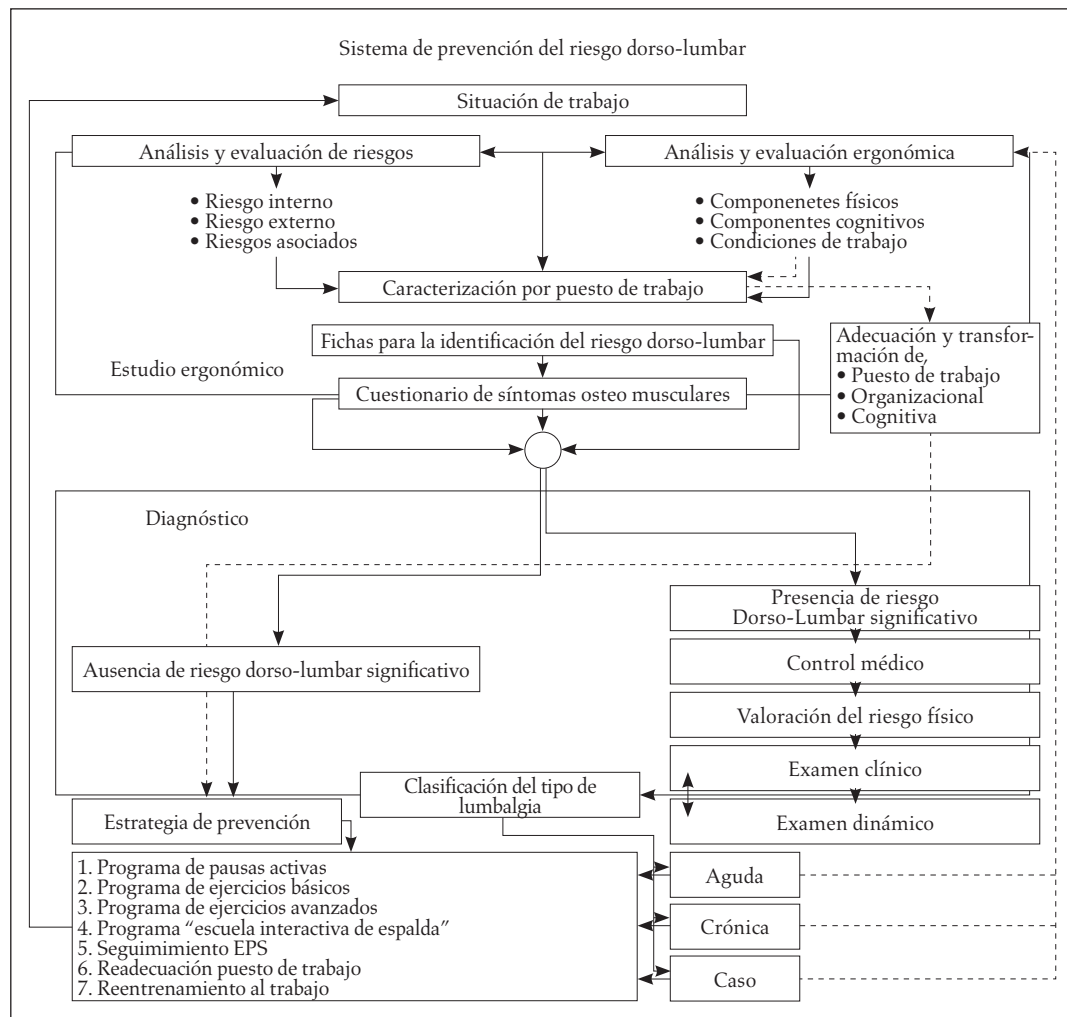 Sistema de prevención del riesgo dorso-lumbar
Situación de trabajo
Análisis y evaluación de riesgos
Análisis y evaluación ergonómica
• Riesgo interno
• Riesgo externo
• Riesgos asociados
• Componenetes físicos
• Componentes cognitivos
• Condiciones de trabajo
Caracterización por puesto de trabajo
Fichas para la identificación del riesgo dorso-lumbar
Adecuación y transfor-
mación de
• Puesto de trabajo
• Organizacional
• Cognitiva
Estudio ergonómico
Cuestionario de síntomas osteo musculares
Diagnóstico
Presencia de riesgo
Dorso-Lumbar significativo
Control médico
Ausencia de riesgo dorso-lumbar significativo
Valoración del riesgo físico
Examen clínico
Clasificación del tipo de
lumbalgia
Estrategia de prevención
Examen dinámico
1. Programa de pausas activas
2. Programa de ejercicios básicos
3. Programa de ejercicios avanzados
4. Programa “escuela interactiva de espalda”
5. Seguimimiento EPS
6. Readecuación puesto de trabajo
7. Reentrenamiento al trabajo
Aguda
Crónica
Caso